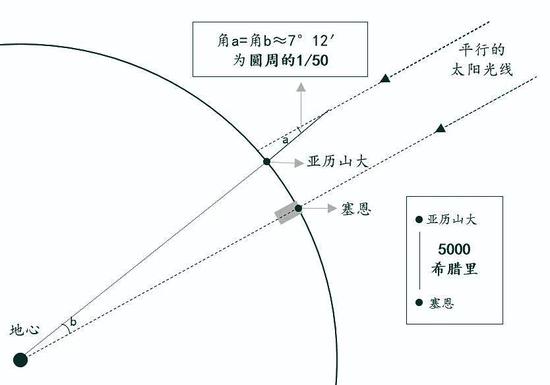 角a=角b≈7° 12′
为圆周的1/50
平行的
太阳光线
a
亚历山大
塞恩
亚历山大
5000
希腊里
塞恩
b
地心